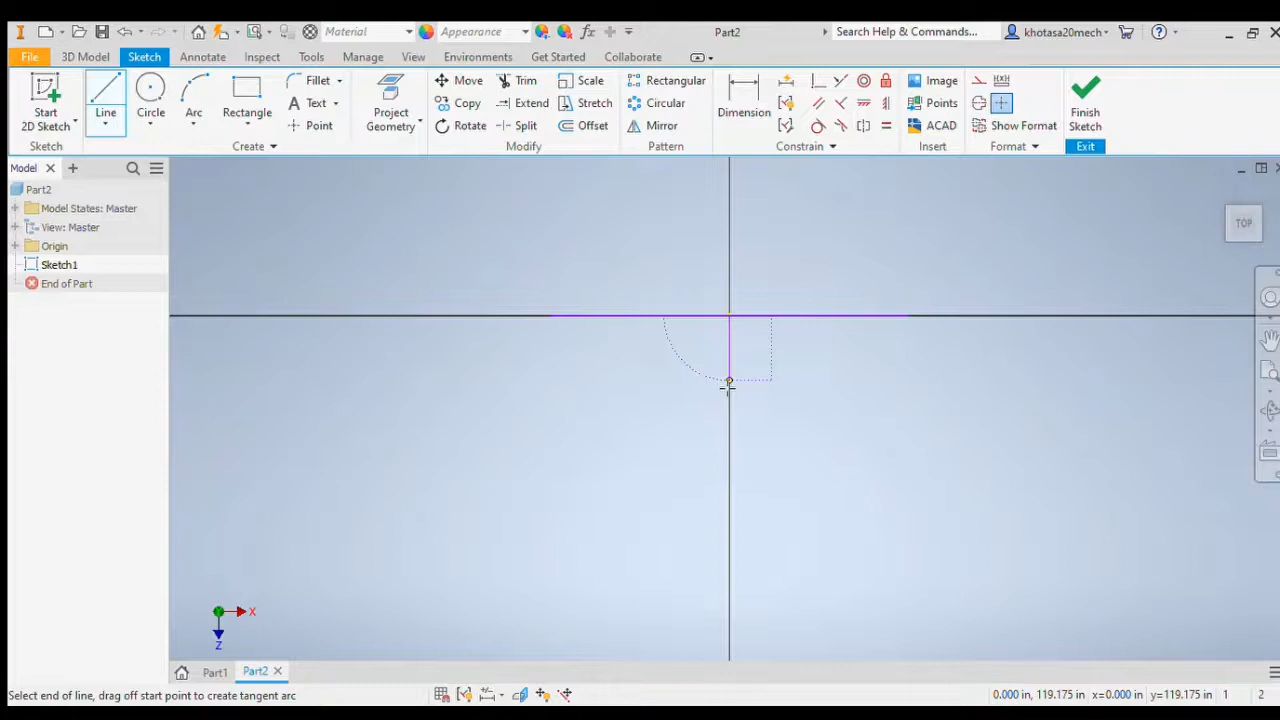 Material
Appearance
Part2
Search Help & Commands...
khotasa20mech
File
3D Model
Sketch
Annotate
Inspect
Tools
Manage
View
Environments
Get Started
Collaborate
Start
2D Sketch
Line
Circle
Arc
Rectangle
Fillet
Text
Point
Project
Geometry
Move
Copy
Rotate
Trim
Extend
Split
Scale
Stretch
Offset
Rectangular
Circular
Mirror
Dimension
Image
Points
ACAD
Show Format
Finish
Sketch
Sketch
Create
Modify
Pattern
Constrain
Insert
Format
Exit
Model
Part2
Model States: Master
View: Master
Origin
Sketch1
End of Part
TOP
X
Z
Part1
Part2
Select end of line, drag off start point to create tangent arc
0.000 in, 119.175 in x=0.000 in y=119.175 in
2